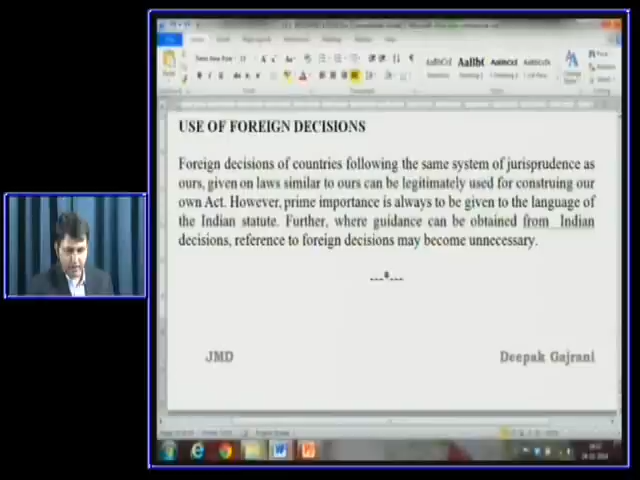 USE OF FOREIGN DECISIONS
Foreign decisions of countries following the same system of jurisprudence as
ours, given on laws similar to ours can be legitimately used for construing our
own Act. However, prime importance is always to be given to the language of
the Indian statute. Further, where guidance can be obtained from Indian
decisions, reference to foreign decisions may become unnecessary.
---*---
JMD
Deepak Gajrani